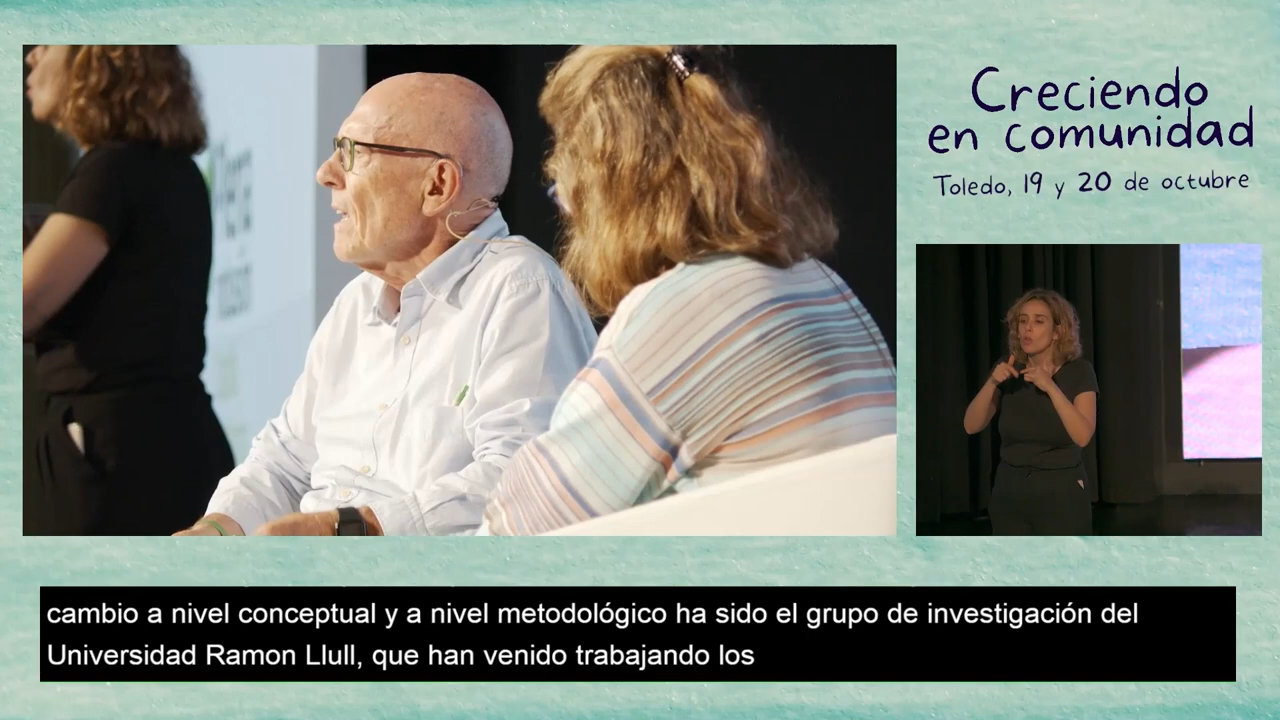 Creciendo
en comunidad
Toledo, 19 y 20 de octubre
cambio a nivel conceptual y a nivel metodológico ha sido el grupo de investigación del
Universidad Ramon Llull, que han venido trabajando los